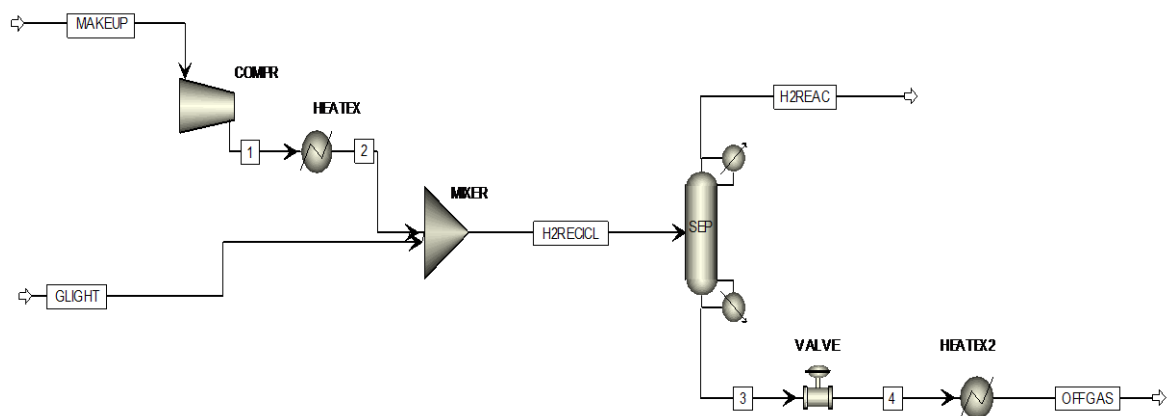 MAKEUP
COMPR
H2REAC
HEATEX
1
2
MIXER
SEP
H2RECICL
GLIGHT
VALVE
HEATEX2
3
4
OFFGAS